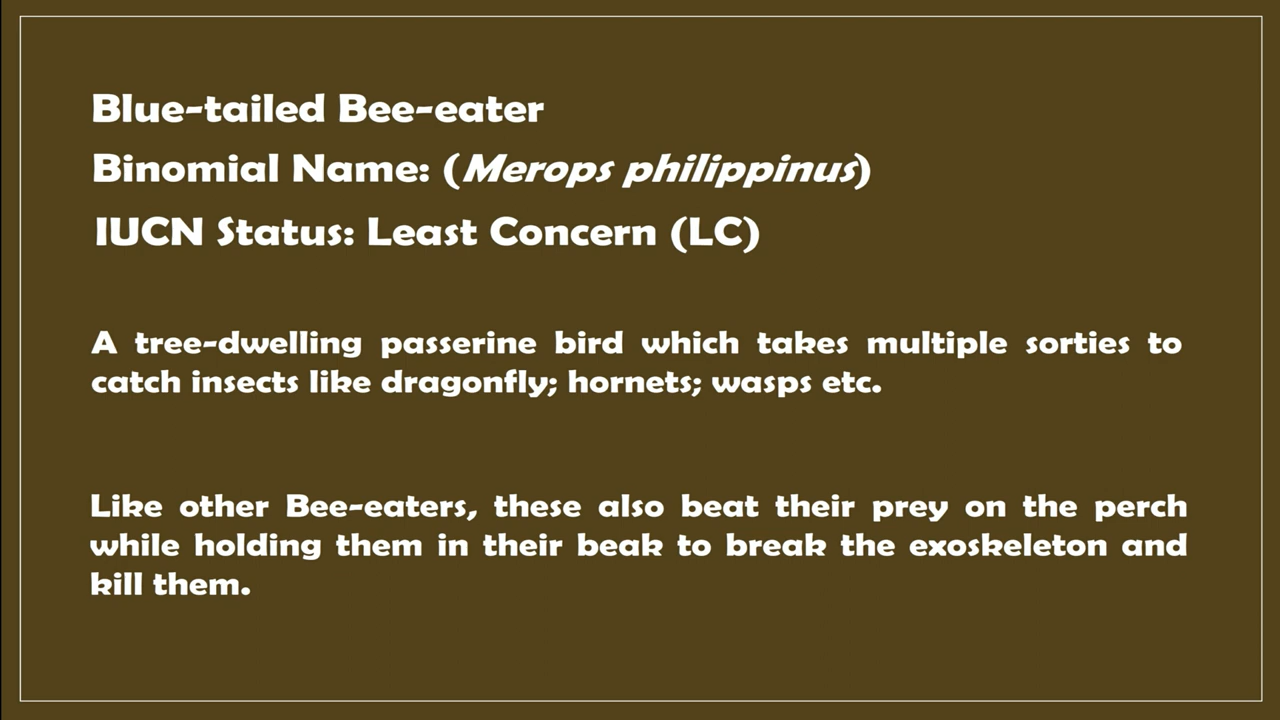 Blue-tailed Bee-eater
Binomial Name: (Merops philippinus)
IUCN Status: Least Concern (LC)
A tree-dwelling passerine bird which takes multiple sorties to
catch insects like dragonfly; hornets; wasps etc.
Like other Bee-eaters, these also beat their prey on the perch
while holding them in their beak to break the exoskeleton and
kill them.